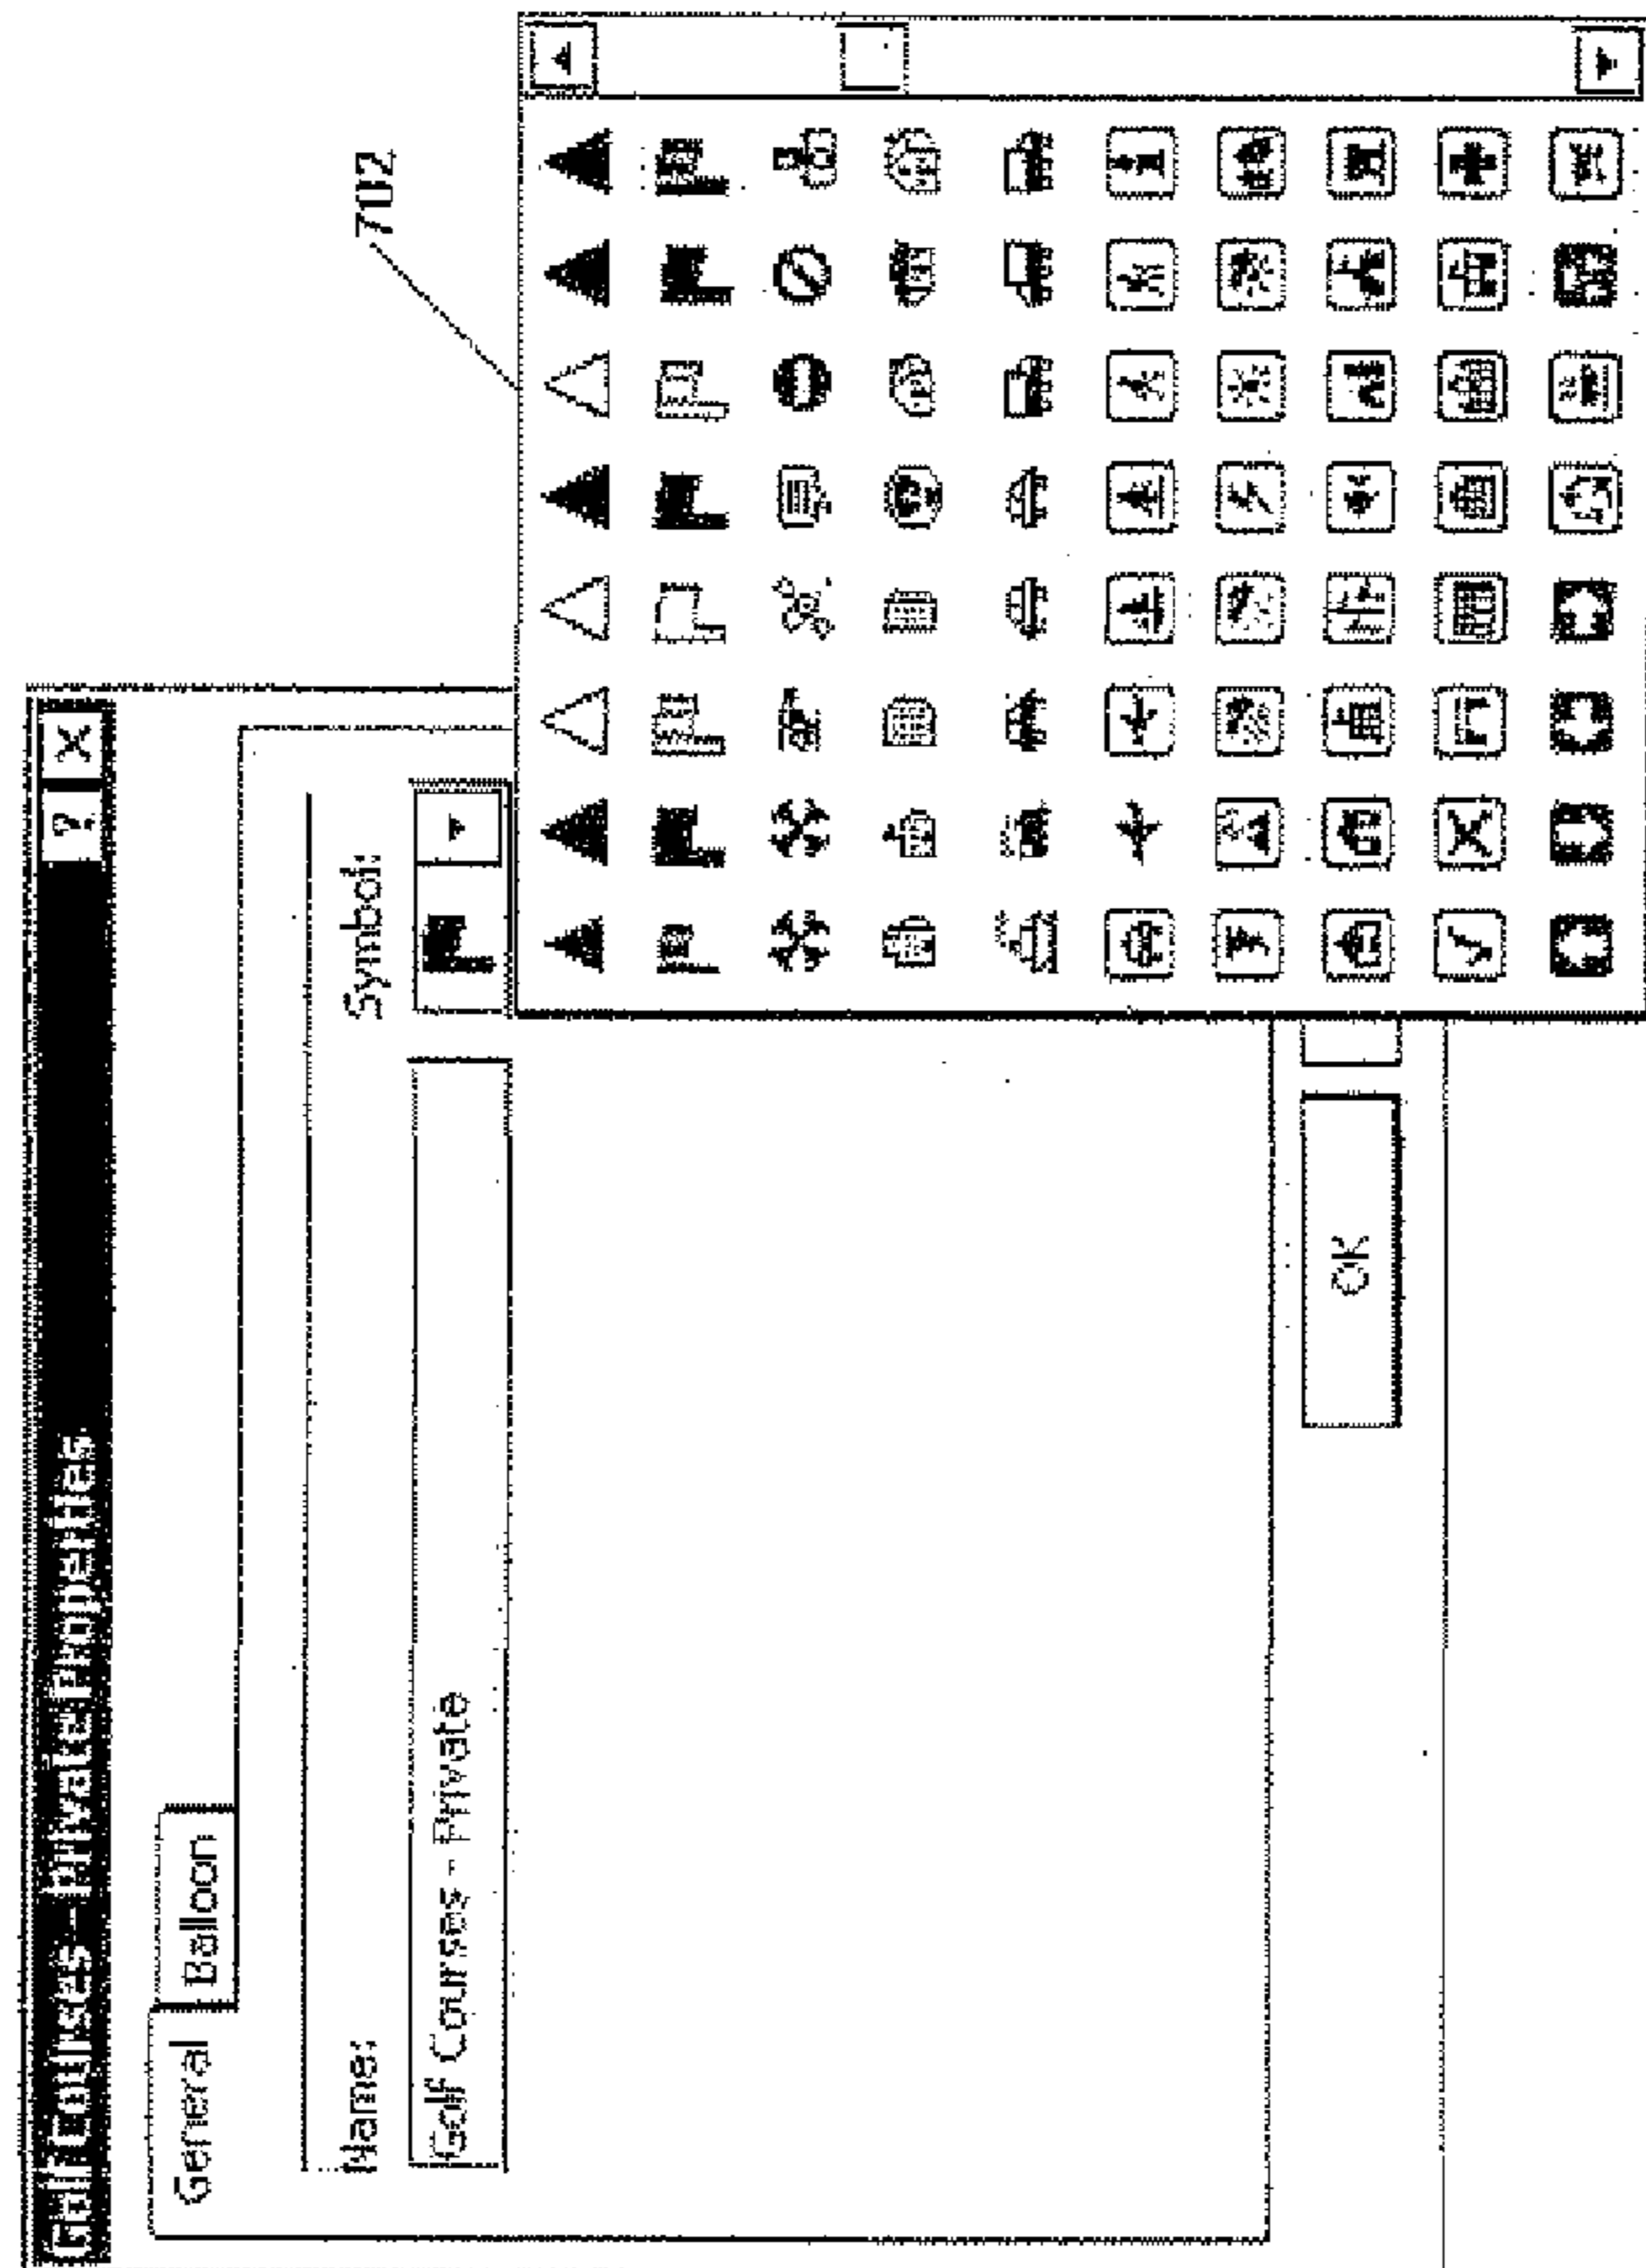 Golf Courses - Private Properties
? X
General
Balloon
Name:
Symbol:
Golf Courses - Private
OK
702